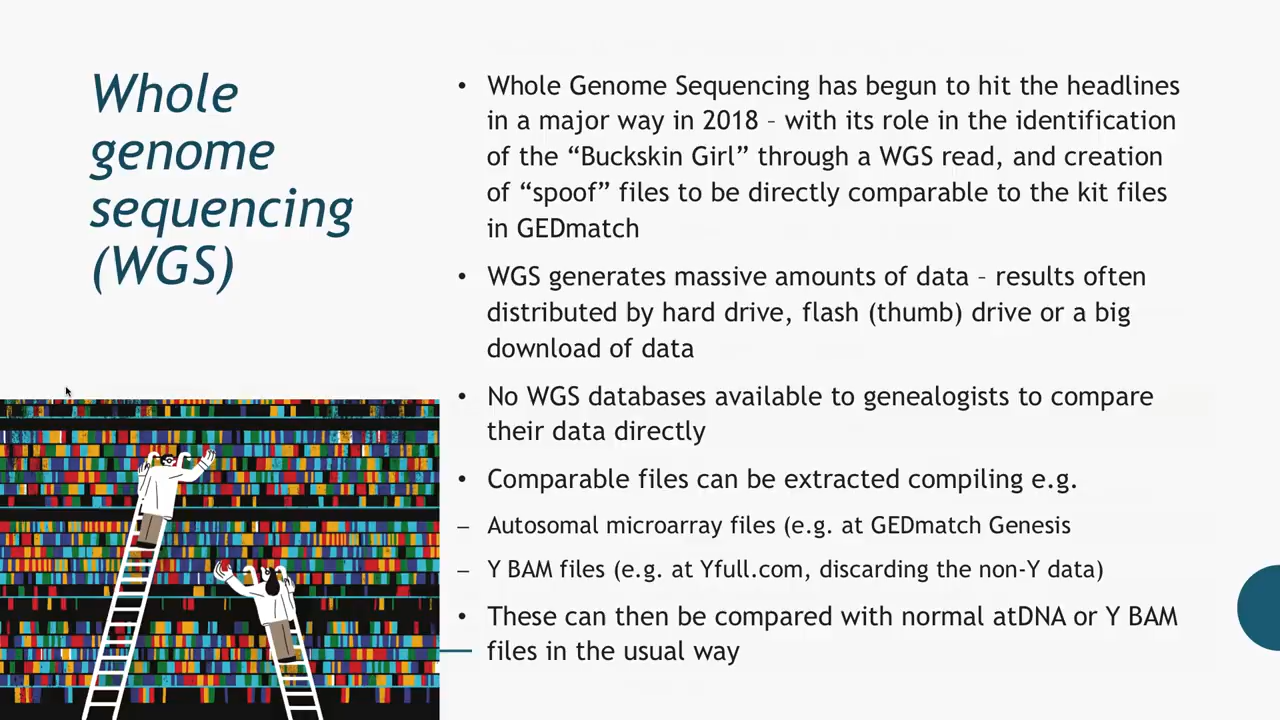 Whole
genome
sequencing
(WGS)
• Whole Genome Sequencing has begun to hit the headlines
in a major way in 2018 – with its role in the identification
of the “Buckskin Girl” through a WGS read, and creation
of “spoof” files to be directly comparable to the kit files
in GEDmatch
• WGS generates massive amounts of data – results often
distributed by hard drive, flash (thumb) drive or a big
download of data
• No WGS databases available to genealogists to compare
their data directly
• Comparable files can be extracted compiling e.g.
– Autosomal microarray files (e.g. at GEDmatch Genesis
– Y BAM files (e.g. at Yfull.com, discarding the non-Y data)
• These can then be compared with normal atDNA or Y BAM
files in the usual way